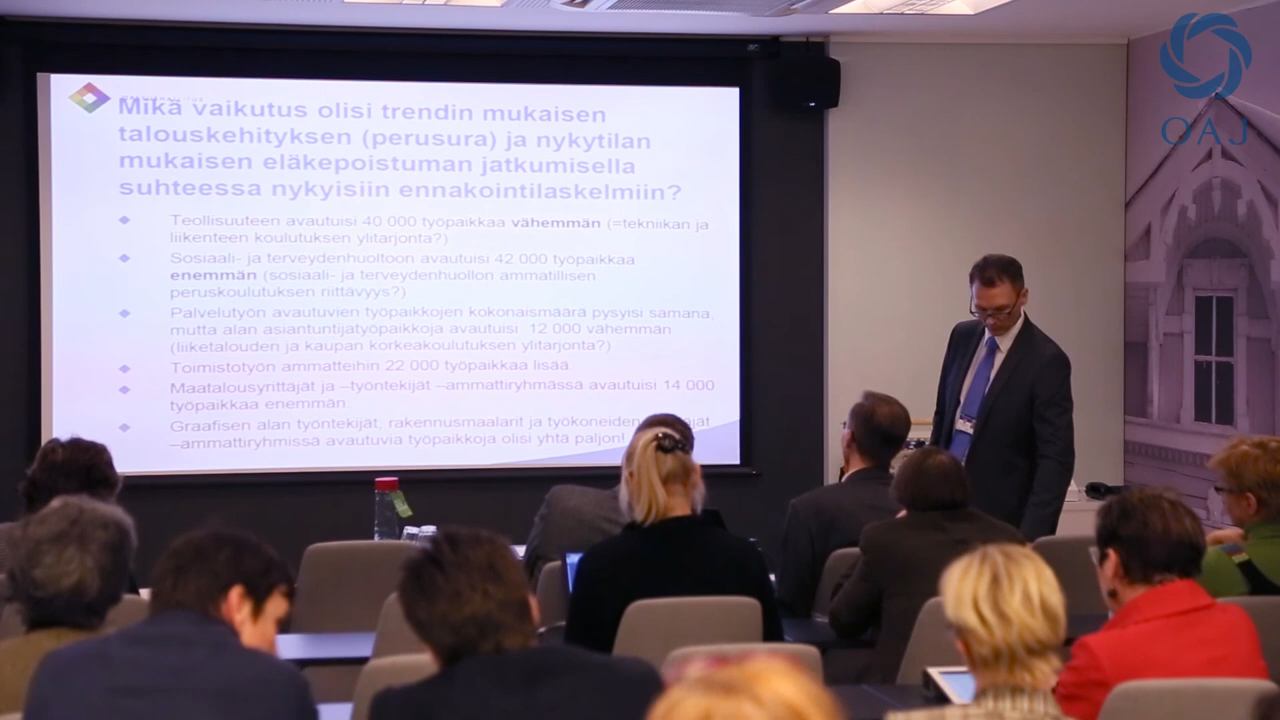 OAJ
Mikä vaikutus olisi trendin mukaisen
talouskehityksen (perusura) ja nykytilan
mukaisen eläkepoistuman jatkumisella
suhteessa nykyisiin ennakointilaskelmiin?
Teollisuuteen avautuisi 40 000 työpaikkaa vähemmän (=tekniikan ja
liikenteen koulutuksen ylitarjonta?)
Sosiaali- ja terveydenhuoltoon avautuisi 42 000 työpaikkaa
enemmän (sosiaali- ja terveydenhuollon ammatillisen
peruskoulutuksen riittävyys?)
Palvelutyön avautuvien työpaikkojen kokonaismäärä pysyisi samana,
mutta alan asiantuntijatyöpaikkoja avautuisi 12 000 vähemmän
(liiketalouden ja kaupan korkeakoulutuksen ylitarjonta?)
Toimistotyön ammatteihin 22 000 työpaikkaa lisää.
Maatalousyrittäjät ja –työntekijät –ammattiryhmässä avautuisi 14 000
työpaikkaa enemmän.
Graafisen alan työntekijät, rakennusmaalarit ja työkoneiden
–ammattiryhmissä avautuvia työpaikkoja olisi yhtä paljon!